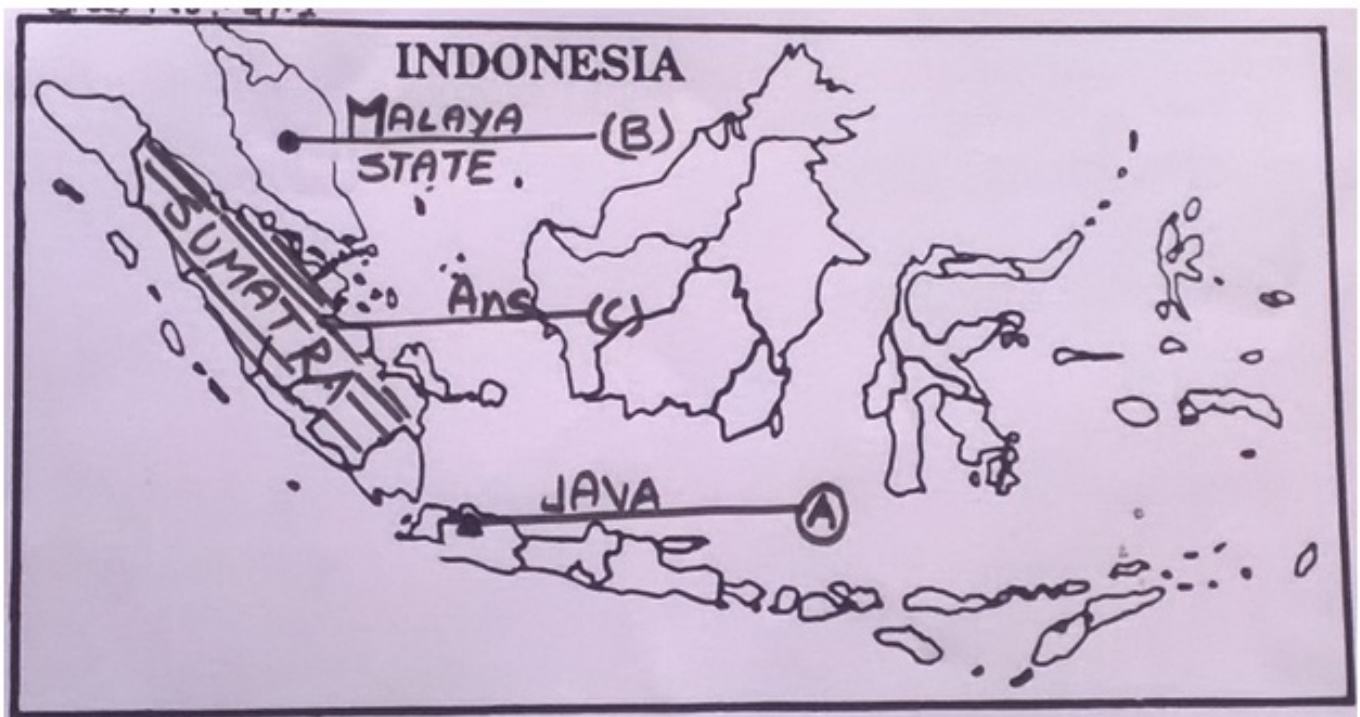 INDONESIA
MALAYA (B)
STATE.
SUMATRA
Ans (C)
JAVA A